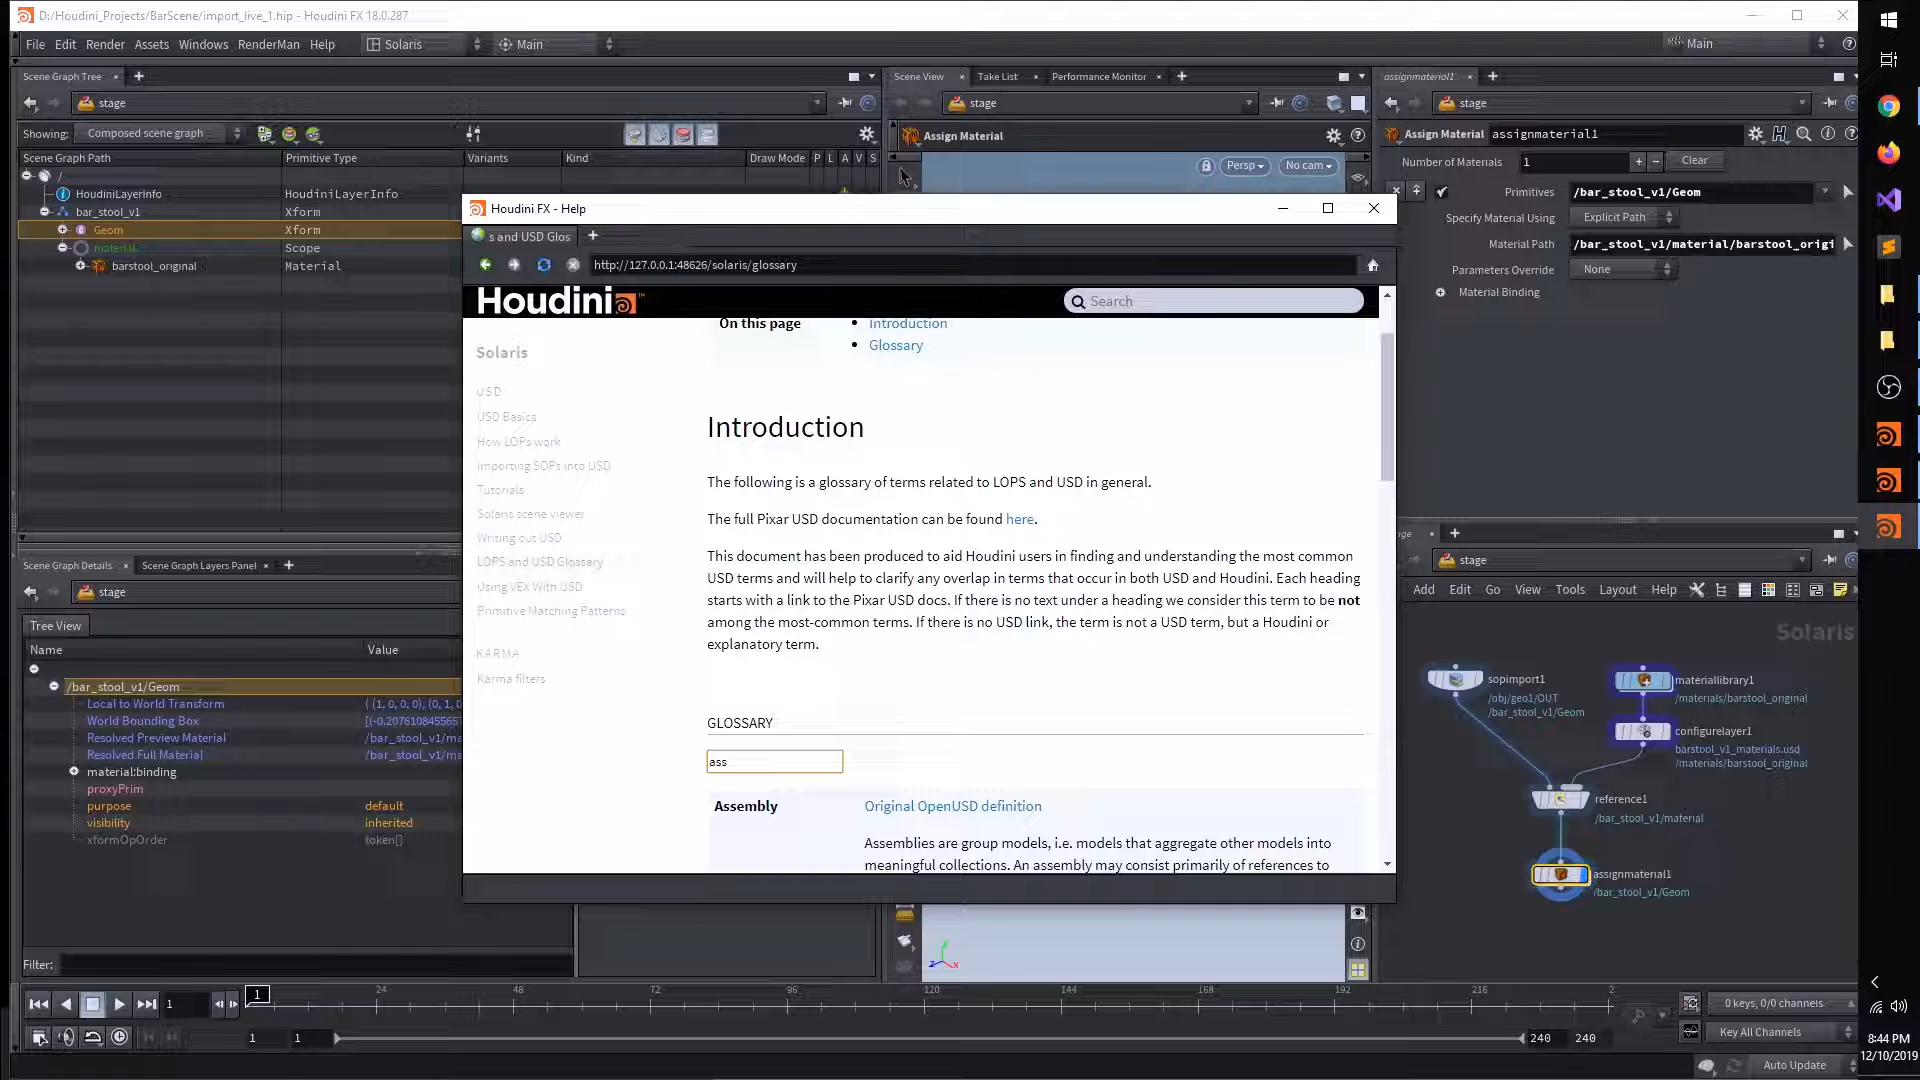 D:/Houdini_Projects/BarScene/import_live_1.hip - Houdini FX 18.0.287
File Edit Render Assets Windows RenderMan Help Solaris Main
Main
Scene Graph Tree
stage
Showing: Composed scene graph
Scene Graph Path Primitive Type Variants Kind Draw Mode P L A V S
/
HoudiniLayerInfo HoudiniLayerInfo
bar_stool_v1 Xform
Geom Xform
material Scope
barstool_original Material
Scene View Take List Performance Monitor
stage
Assign Material
Persp No cam
assignmaterial1
stage
Assign Material assignmaterial1
Number of Materials 1 Clear
Primitives /bar_stool_v1/Geom
Specify Material Using Explicit Path
Material Path /bar_stool_v1/material/barstool_origi
Parameters Override None
Material Binding
Houdini FX - Help
s and USD Glos
http://127.0.0.1:48626/solaris/glossary
Houdini
Search
On this page
Introduction
Glossary
Solaris
USD
USD Basics
How LOPs work
Importing SOPs into USD
Tutorials
Solaris scene viewer
Writing out USD
LOPS and USD Glossary
Using VEX With USD
Primitive Matching Patterns
KARMA
Karma filters
Introduction
The following is a glossary of terms related to LOPS and USD in general.
The full Pixar USD documentation can be found here.
This document has been produced to aid Houdini users in finding and understanding the most common
USD terms and will help to clarify any overlap in terms that occur in both USD and Houdini. Each heading
starts with a link to the Pixar USD docs. If there is no text under a heading we consider this term to be not
among the most-common terms. If there is no USD link, the term is not a USD term, but a Houdini or
explanatory term.
GLOSSARY
ass
Assembly Original OpenUSD definition
Assemblies are group models, i.e. models that aggregate other models into
meaningful collections. An assembly may consist primarily of references to
Scene Graph Details Scene Graph Layers Panel
stage
Tree View
Name Value
/bar_stool_v1/Geom
Local to World Transform ( (1, 0, 0, 0), (0, 1, 0
World Bounding Box [(-0.207610845565
Resolved Preview Material /bar_stool_v1/ma
Resolved Full Material /bar_stool_v1/ma
material:binding
proxyPrim
purpose default
visibility inherited
xformOpOrder token[]
Filter:
stage
Add Edit Go View Tools Layout Help
Solaris
sopimport1
/obj/geo1/OUT
/bar_stool_v1/Geom
materiallibrary1
/materials/barstool_original
configurelayer1
barstool_v1_materials.usd
/materials/barstool_original
reference1
/bar_stool_v1/material
assignmaterial1
/bar_stool_v1/Geom
z x
1
1 24 48 72 96 120 144 168 192 216 2
0 keys, 0/0 channels
1 1 240 240
Key All Channels
Auto Update
8:44 PM
12/10/2019